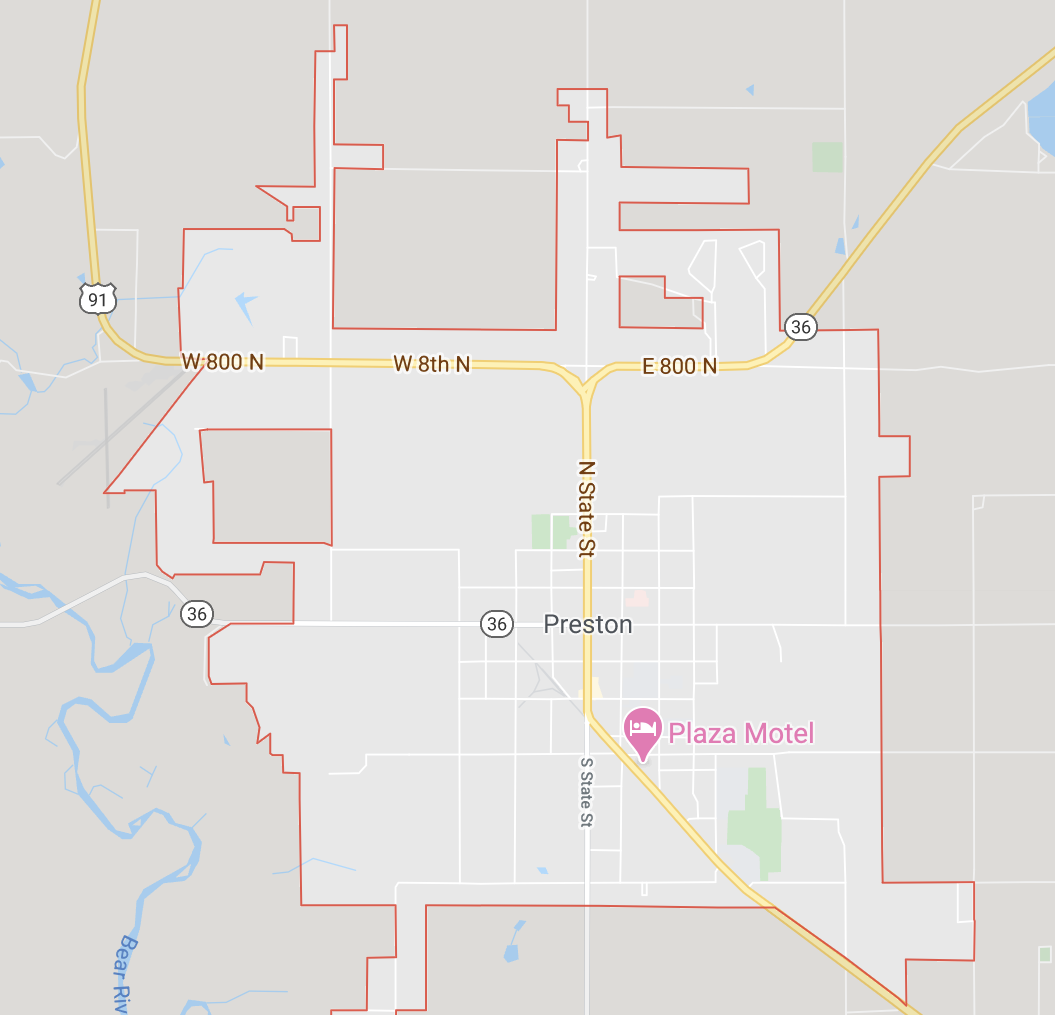 91
36
W 800 N
W 8th N
E 800 N
N State St
36
36
Preston
Plaza Motel
S State St
Bear Riv